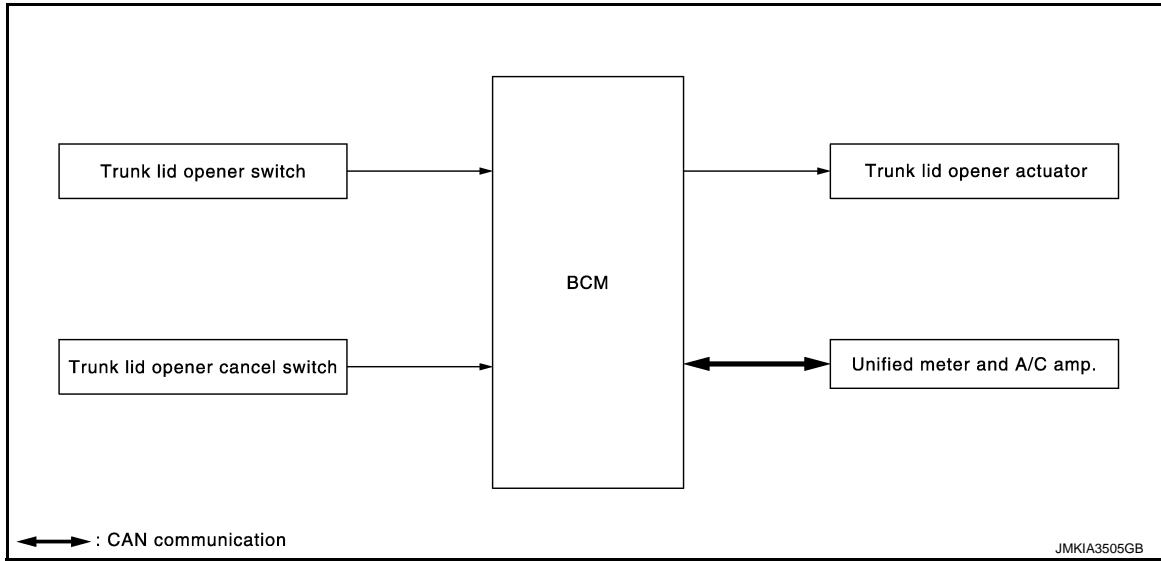 Trunk lid opener switch
Trunk lid opener actuator
BCM
Trunk lid opener cancel switch
Unified meter and A/C amp.
: CAN communication
JMKIA3505GB